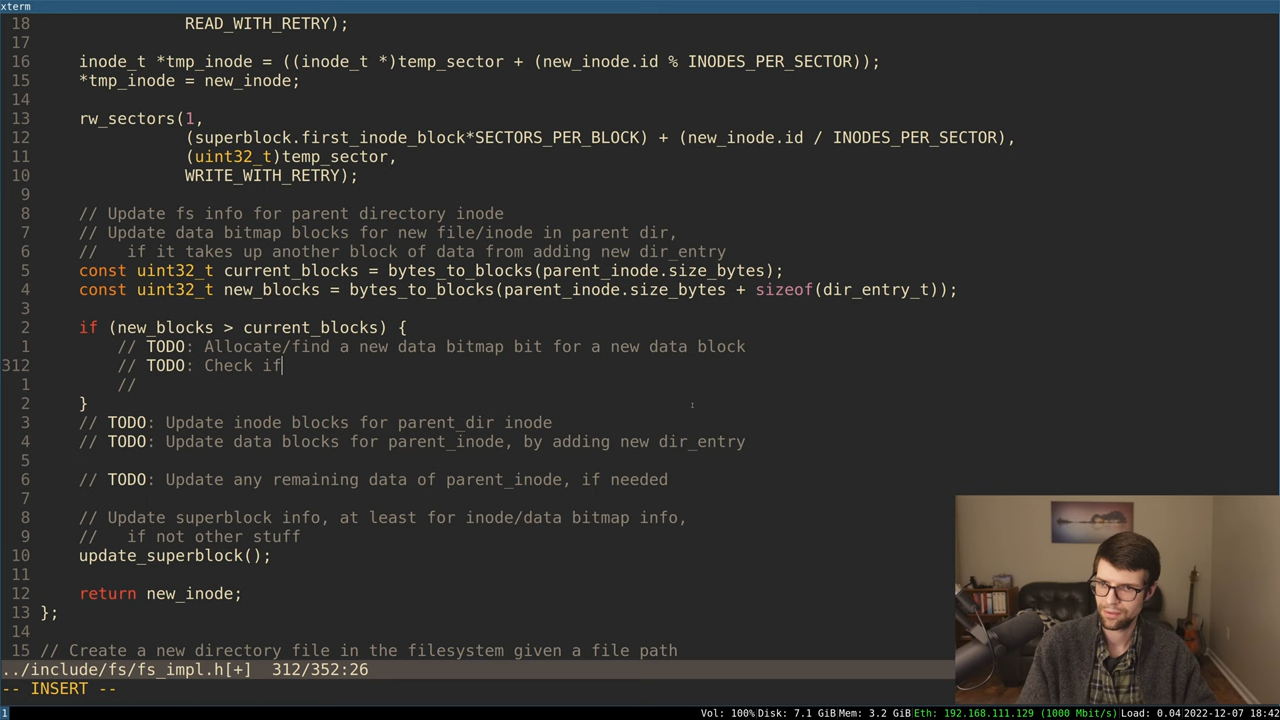 xterm
18                 READ_WITH_RETRY);
17
16     inode_t *tmp_inode = ((inode_t *)temp_sector + (new_inode.id % INODES_PER_SECTOR));
15     *tmp_inode = new_inode;
14
13     rw_sectors(1,
12                (superblock.first_inode_block*SECTORS_PER_BLOCK) + (new_inode.id / INODES_PER_SECTOR),
11                (uint32_t)temp_sector,
10                WRITE_WITH_RETRY);
9
8     // Update fs info for parent directory inode
7     // Update data bitmap blocks for new file/inode in parent dir,
6     //   if it takes up another block of data from adding new dir_entry
5     const uint32_t current_blocks = bytes_to_blocks(parent_inode.size_bytes);
4     const uint32_t new_blocks = bytes_to_blocks(parent_inode.size_bytes + sizeof(dir_entry_t));
3
2     if (new_blocks > current_blocks) {
1         // TODO: Allocate/find a new data bitmap bit for a new data block
312         // TODO: Check if
1         //
2     }
3     // TODO: Update inode blocks for parent_dir inode
4     // TODO: Update data blocks for parent_inode, by adding new dir_entry
5
6     // TODO: Update any remaining data of parent_inode, if needed
7
8     // Update superblock info, at least for inode/data bitmap info,
9     //   if not other stuff
10     update_superblock();
11
12     return new_inode;
13 };
14
15 // Create a new directory file in the filesystem given a file path
../include/fs/fs_impl.h[+]  312/352:26
-- INSERT --
1 Vol: 100% Disk: 7.1 GiB Mem: 3.2 GiB Eth: 192.168.111.129 (1000 Mbit/s) Load: 0.04 2022-12-07 18:42